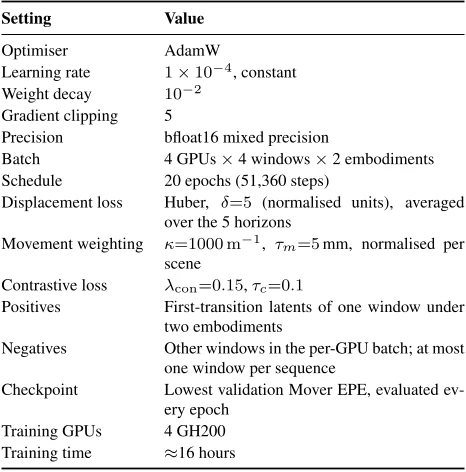 Setting Value
Optimiser AdamW
Learning rate 1 × 10⁻⁴, constant
Weight decay 10⁻²
Gradient clipping 5
Precision bfloat16 mixed precision
Batch 4 GPUs × 4 windows × 2 embodiments
Schedule 20 epochs (51,360 steps)
Displacement loss Huber, δ=5 (normalised units), averaged
over the 5 horizons
Movement weighting κ=1000 m⁻¹, τₘ=5 mm, normalised per
scene
Contrastive loss λcon=0.15, τc=0.1
Positives First-transition latents of one window under
two embodiments
Negatives Other windows in the per-GPU batch; at most
one window per sequence
Checkpoint Lowest validation Mover EPE, evaluated ev-
ery epoch
Training GPUs 4 GH200
Training time ≈16 hours